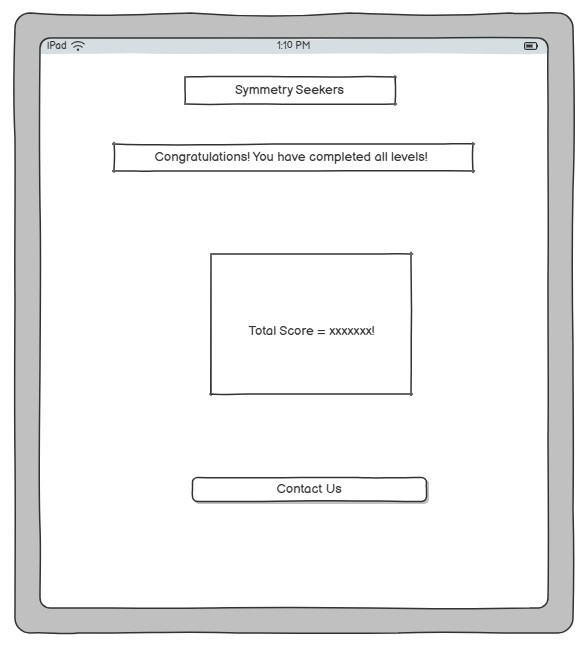 iPad 1:10 PM
Symmetry Seekers
Congratulations! You have completed all levels!
Total Score = xxxxxxx!
Contact Us